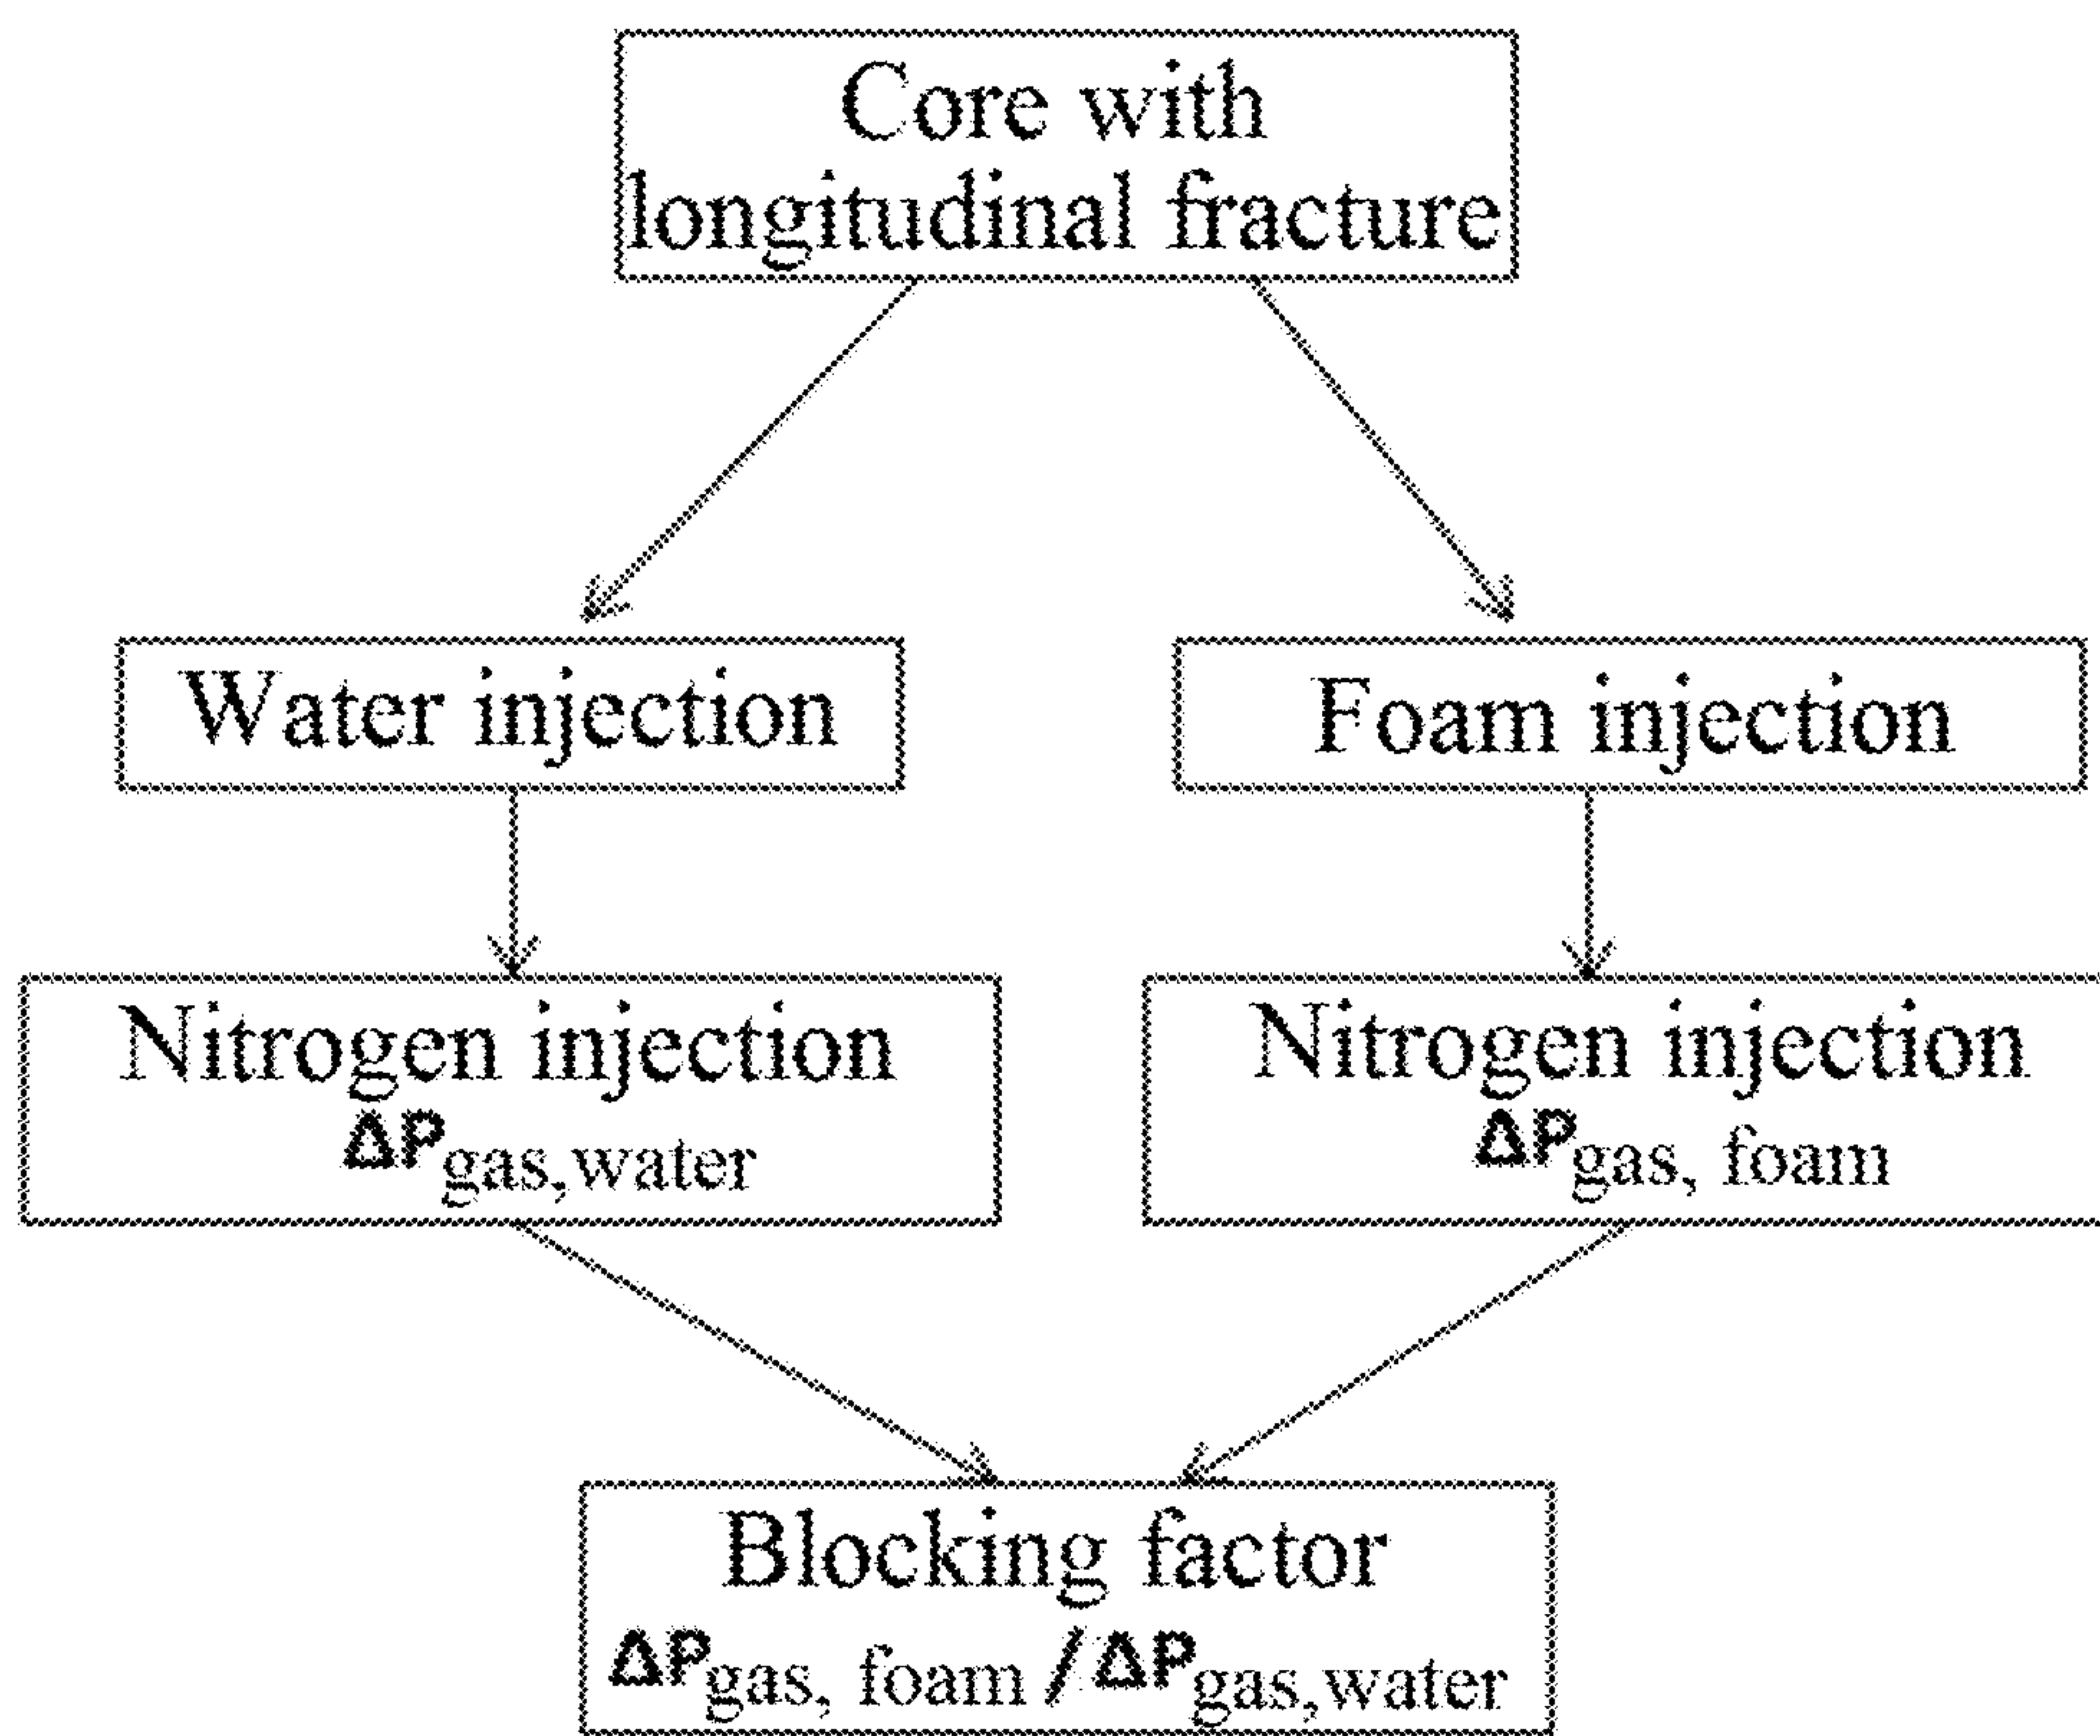 Core with
longitudinal fracture
Water injection
Foam injection
Nitrogen injection
ΔPgas,water
Nitrogen injection
ΔPgas, foam
Blocking factor
ΔPgas, foam /ΔPgas,water